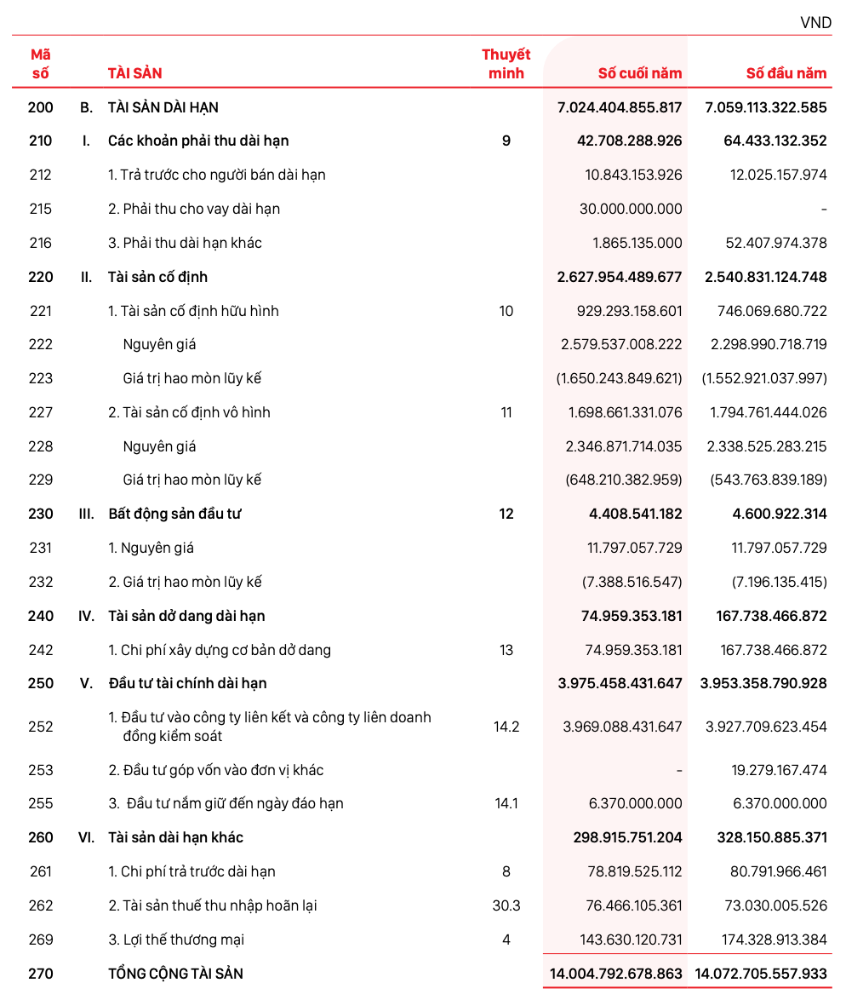 VND
Mã số TÀI SẢN Thuyết minh Số cuối năm Số đầu năm
200 B. TÀI SẢN DÀI HẠN 7.024.404.855.817 7.059.113.322.585
210 I. Các khoản phải thu dài hạn 9 42.708.288.926 64.433.132.352
212 1. Trả trước cho người bán dài hạn 10.843.153.926 12.025.157.974
215 2. Phải thu cho vay dài hạn 30.000.000.000 -
216 3. Phải thu dài hạn khác 1.865.135.000 52.407.974.378
220 II. Tài sản cố định 2.627.954.489.677 2.540.831.124.748
221 1. Tài sản cố định hữu hình 10 929.293.158.601 746.069.680.722
222 Nguyên giá 2.579.537.008.222 2.298.990.718.719
223 Giá trị hao mòn lũy kế (1.650.243.849.621) (1.552.921.037.997)
227 2. Tài sản cố định vô hình 11 1.698.661.331.076 1.794.761.444.026
228 Nguyên giá 2.346.871.714.035 2.338.525.283.215
229 Giá trị hao mòn lũy kế (648.210.382.959) (543.763.839.189)
230 III. Bất động sản đầu tư 12 4.408.541.182 4.600.922.314
231 1. Nguyên giá 11.797.057.729 11.797.057.729
232 2. Giá trị hao mòn lũy kế (7.388.516.547) (7.196.135.415)
240 IV. Tài sản dở dang dài hạn 74.959.353.181 167.738.466.872
242 1. Chi phí xây dựng cơ bản dở dang 13 74.959.353.181 167.738.466.872
250 V. Đầu tư tài chính dài hạn 3.975.458.431.647 3.953.358.790.928
252 1. Đầu tư vào công ty liên kết và công ty liên doanh
đồng kiểm soát 14.2 3.969.088.431.647 3.927.709.623.454
253 2. Đầu tư góp vốn vào đơn vị khác - 19.279.167.474
255 3. Đầu tư nắm giữ đến ngày đáo hạn 14.1 6.370.000.000 6.370.000.000
260 VI. Tài sản dài hạn khác 298.915.751.204 328.150.885.371
261 1. Chi phí trả trước dài hạn 8 78.819.525.112 80.791.966.461
262 2. Tài sản thuế thu nhập hoãn lại 30.3 76.466.105.361 73.030.005.526
269 3. Lợi thế thương mại 4 143.630.120.731 174.328.913.384
270 TỔNG CỘNG TÀI SẢN 14.004.792.678.863 14.072.705.557.933